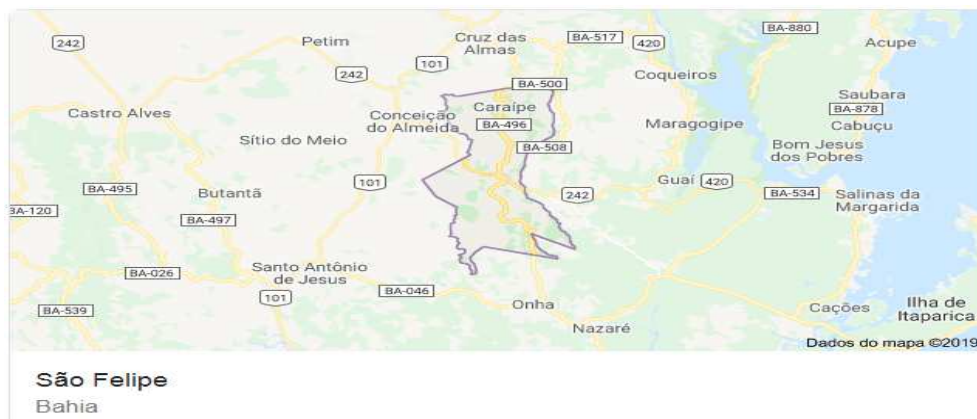 242
Petim
Cruz das
Almas
BA-517
420
BA-880
Acupe
101
242
BA-500
Coqueiros
Castro Alves
Conceição
do Almeida
Caraípe
BA-496
Saubara
BA-878
Cabuçu
Sítio do Meio
Maragogipe
BA-508
Bom Jesus
dos Pobres
101
BA-495
Butantã
242
Guaí
420
BA-534
Salinas da
Margarida
BA-120
BA-497
BA-026
Santo Antônio
de Jesus
101
BA-046
BA-539
Onha
Nazaré
Cações
Ilha de
Itaparica
Dados do mapa ©2019
São Felipe
Bahia